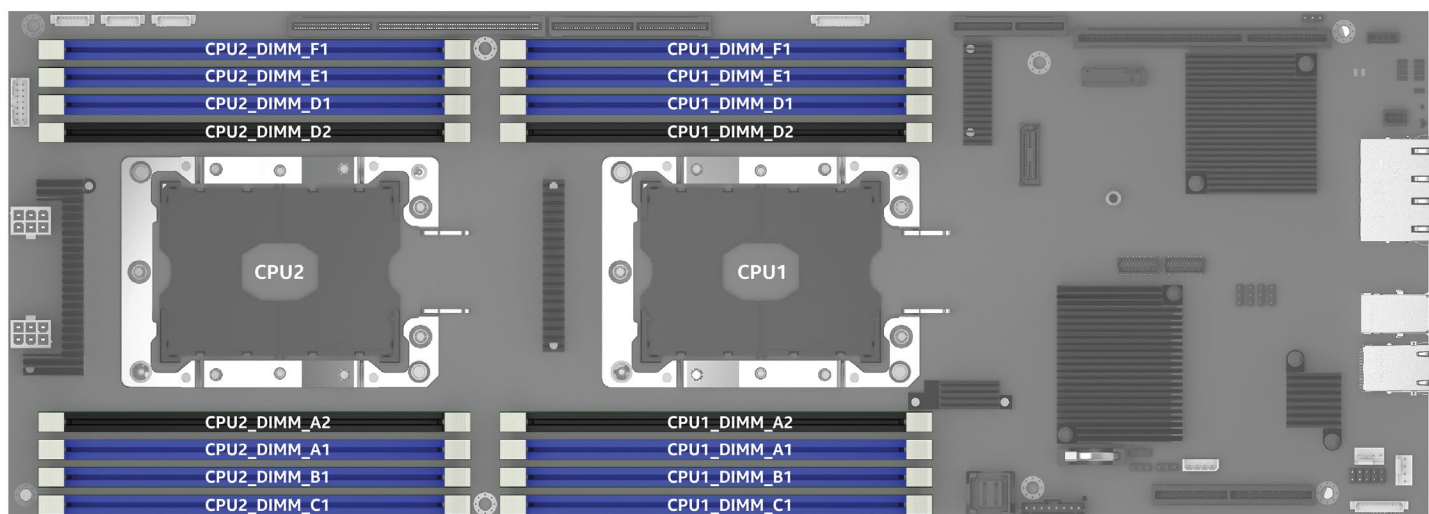 CPU2_DIMM_F1 CPU1_DIMM_F1
CPU2_DIMM_E1 CPU1_DIMM_E1
CPU2_DIMM_D1 CPU1_DIMM_D1
CPU2_DIMM_D2 CPU1_DIMM_D2
CPU2 CPU1
CPU2_DIMM_A2 CPU1_DIMM_A2
CPU2_DIMM_A1 CPU1_DIMM_A1
CPU2_DIMM_B1 CPU1_DIMM_B1
CPU2_DIMM_C1 CPU1_DIMM_C1